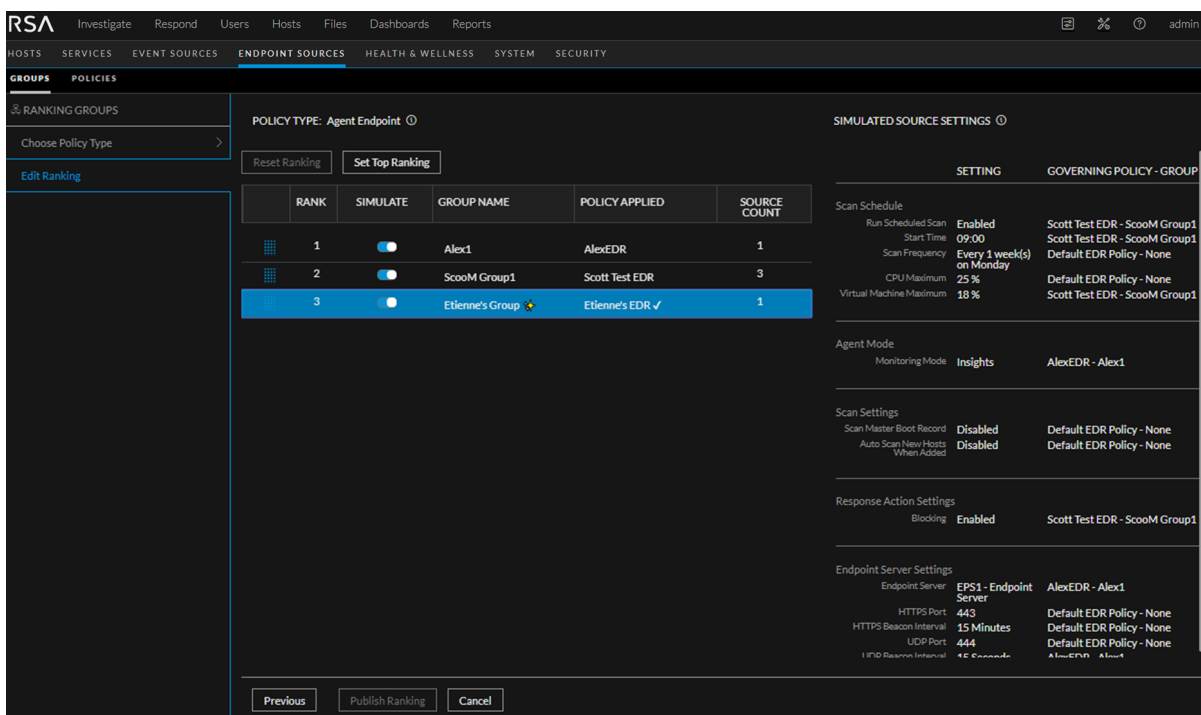 RSA Investigate Respond Users Hosts Files Dashboards Reports admin
HOSTS SERVICES EVENT SOURCES ENDPOINT SOURCES HEALTH & WELLNESS SYSTEM SECURITY
GROUPS POLICIES
RANKING GROUPS
Choose Policy Type
Edit Ranking
POLICY TYPE: Agent Endpoint
Reset Ranking Set Top Ranking
RANK SIMULATE GROUP NAME POLICY APPLIED SOURCE
COUNT
1 Alex1 AlexEDR 1
2 ScooM Group1 Scott Test EDR 3
3 Etienne's Group Etienne's EDR ✓ 1
SIMULATED SOURCE SETTINGS
SETTING GOVERNING POLICY - GROUP
Scan Schedule
Run Scheduled Scan Enabled Scott Test EDR - ScooM Group1
Start Time 09:00 Scott Test EDR - ScooM Group1
Scan Frequency Every 1 week(s) Default EDR Policy - None
on Monday
CPU Maximum 25 % Default EDR Policy - None
Virtual Machine Maximum 18 % Scott Test EDR - ScooM Group1
Agent Mode
Monitoring Mode Insights AlexEDR - Alex1
Scan Settings
Scan Master Boot Record Disabled Default EDR Policy - None
Auto Scan New Hosts Disabled Default EDR Policy - None
When Added
Response Action Settings
Blocking Enabled Scott Test EDR - ScooM Group1
Endpoint Server Settings
Endpoint Server EPS1 - Endpoint AlexEDR - Alex1
Server
HTTPS Port 443 Default EDR Policy - None
HTTPS Beacon Interval 15 Minutes Default EDR Policy - None
UDP Port 444 Default EDR Policy - None
UDP Beacon Interval 15 Seconds AlexEDR - Alex1
Previous Publish Ranking Cancel